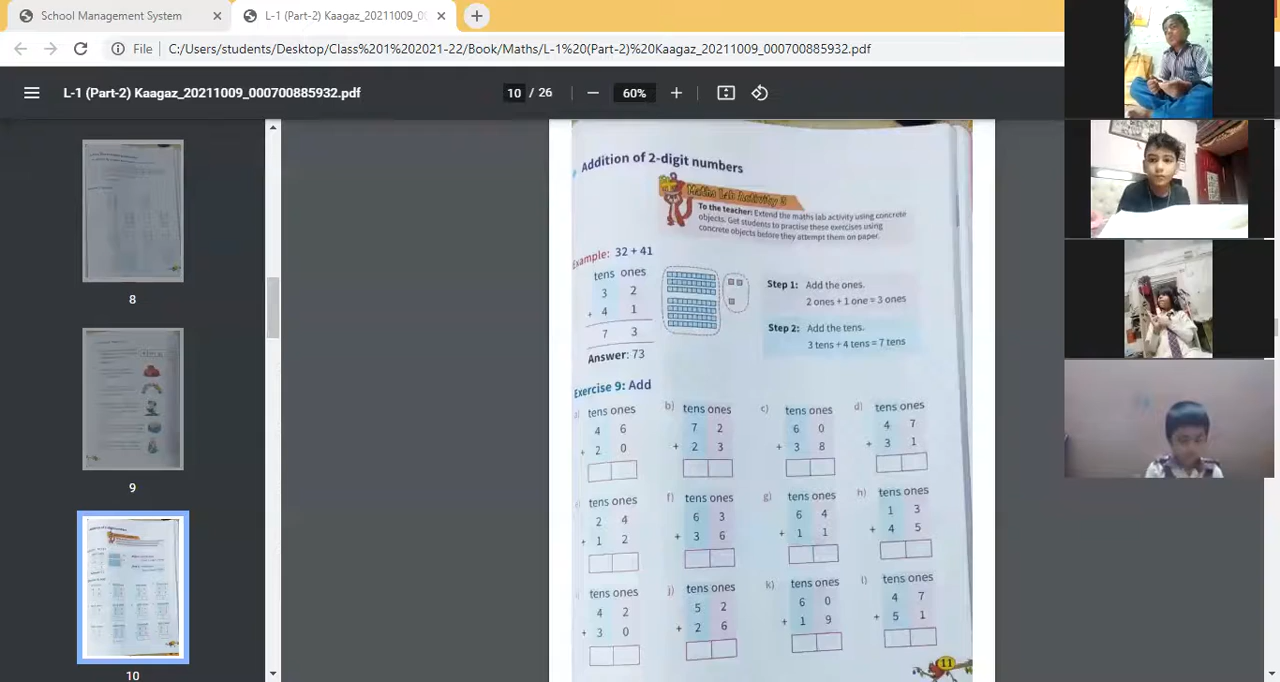 School Management System
L-1 (Part-2) Kaagaz_20211009_00
File C:/Users/students/Desktop/Class%201%202021-22/Book/Maths/L-1%20(Part-2)%20Kaagaz_20211009_000700885932.pdf
L-1 (Part-2) Kaagaz_20211009_000700885932.pdf
10 / 26
60%
8
9
10
Addition of 2-digit numbers
Maths Lab Activity
To the teacher: Extend the maths lab activity using concrete
objects. Get students to practise these exercises using
concrete objects before they attempt them on paper.
Example: 32 + 41
tens ones
3 2
+ 4 1
7 3
Answer: 73
Step 1: Add the ones.
2 ones + 1 one = 3 ones
Step 2: Add the tens.
3 tens + 4 tens = 7 tens
Exercise 9: Add
a) tens ones b) tens ones c) tens ones d) tens ones
4 6 7 2 6 0 4 7
+ 2 0 + 2 3 + 3 8 + 3 1
tens ones f) tens ones g) tens ones h) tens ones
2 4 6 3 6 4 1 3
+ 1 2 + 3 6 + 1 1 + 4 5
tens ones j) tens ones k) tens ones l) tens ones
4 2 5 2 6 0 4 7
+ 3 0 + 2 6 + 1 9 + 5 1
11